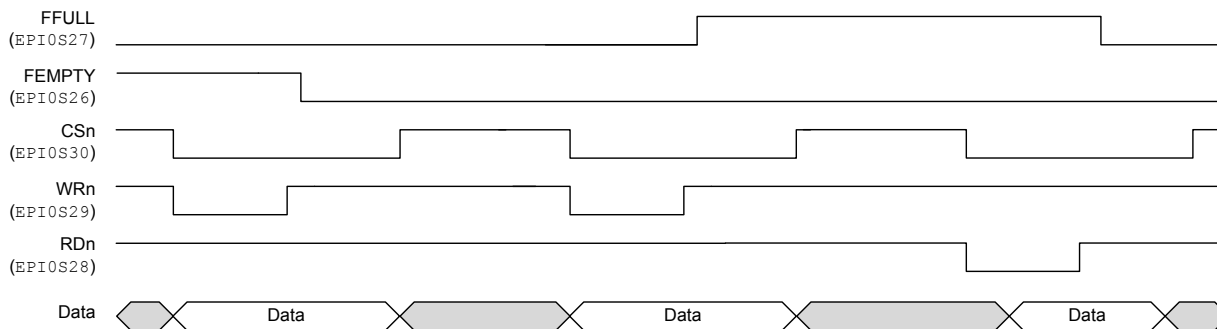 FFULL
(EPI0S27)
FEMPTY
(EPI0S26)
CSn
(EPI0S30)
WRn
(EPI0S29)
RDn
(EPI0S28)
Data Data Data Data